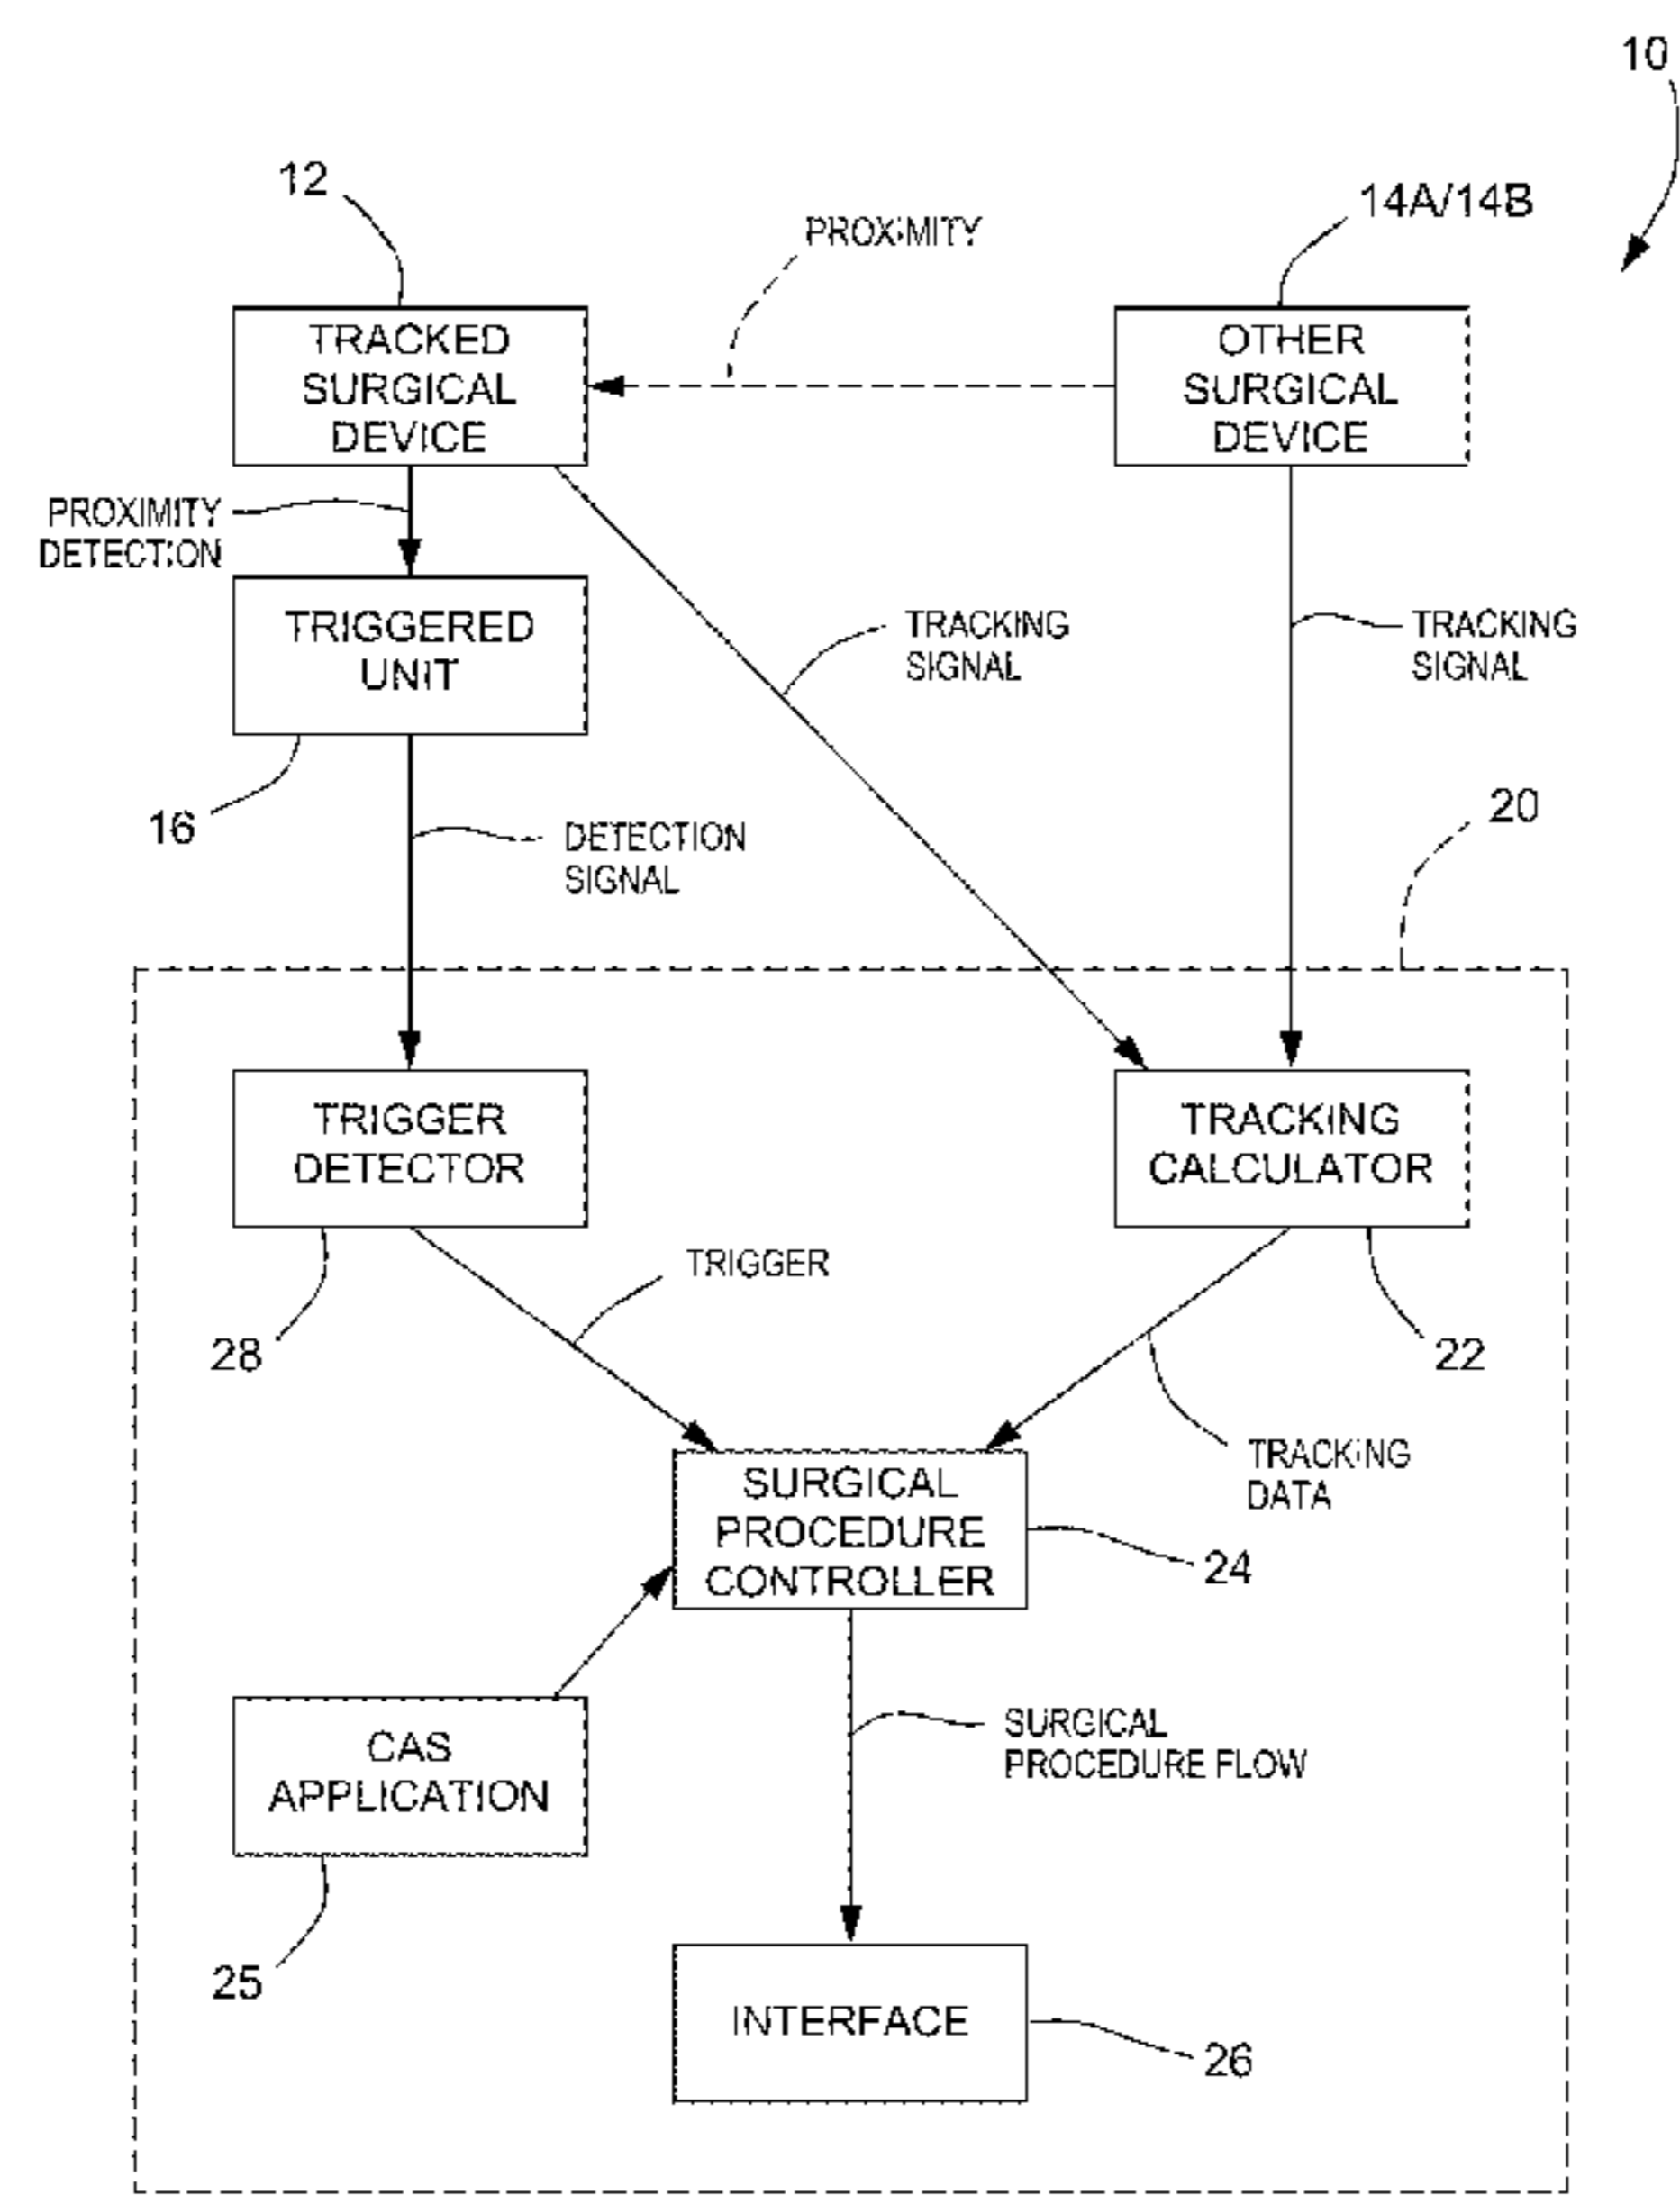 10
12
14A/14B
PROXIMITY
TRACKED
SURGICAL
DEVICE
OTHER
SURGICAL
DEVICE
PROXIMITY
DETECTION
TRIGGERED
UNIT
TRACKING
SIGNAL
TRACKING
SIGNAL
16
DETECTION
SIGNAL
20
TRIGGER
DETECTOR
TRACKING
CALCULATOR
TRIGGER
28
22
TRACKING
DATA
SURGICAL
PROCEDURE
CONTROLLER
24
CAS
APPLICATION
SURGICAL
PROCEDURE FLOW
25
INTERFACE
26